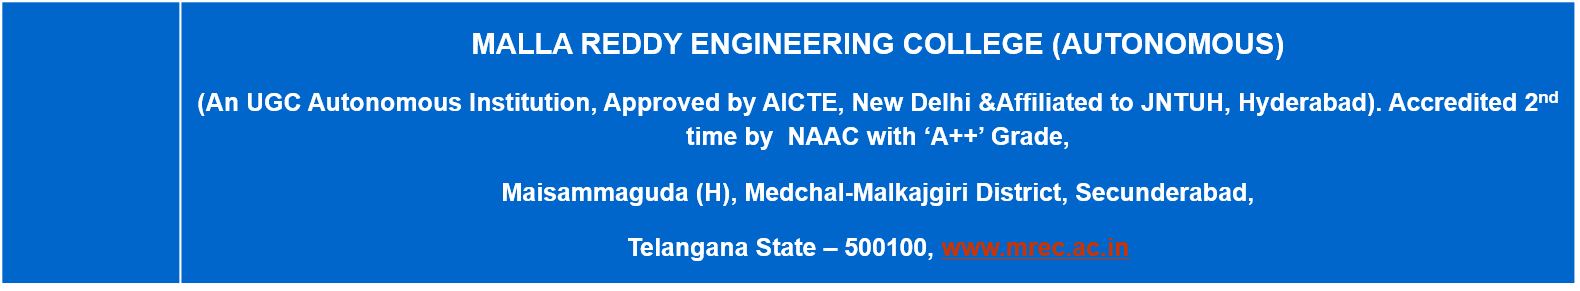 MALLA REDDY ENGINEERING COLLEGE (AUTONOMOUS)
(An UGC Autonomous Institution, Approved by AICTE, New Delhi &Affiliated to JNTUH, Hyderabad). Accredited 2nd
time by  NAAC with ‘A++’ Grade,
Maisammaguda (H), Medchal-Malkajgiri District, Secunderabad,
Telangana State – 500100, www.mrec.ac.in